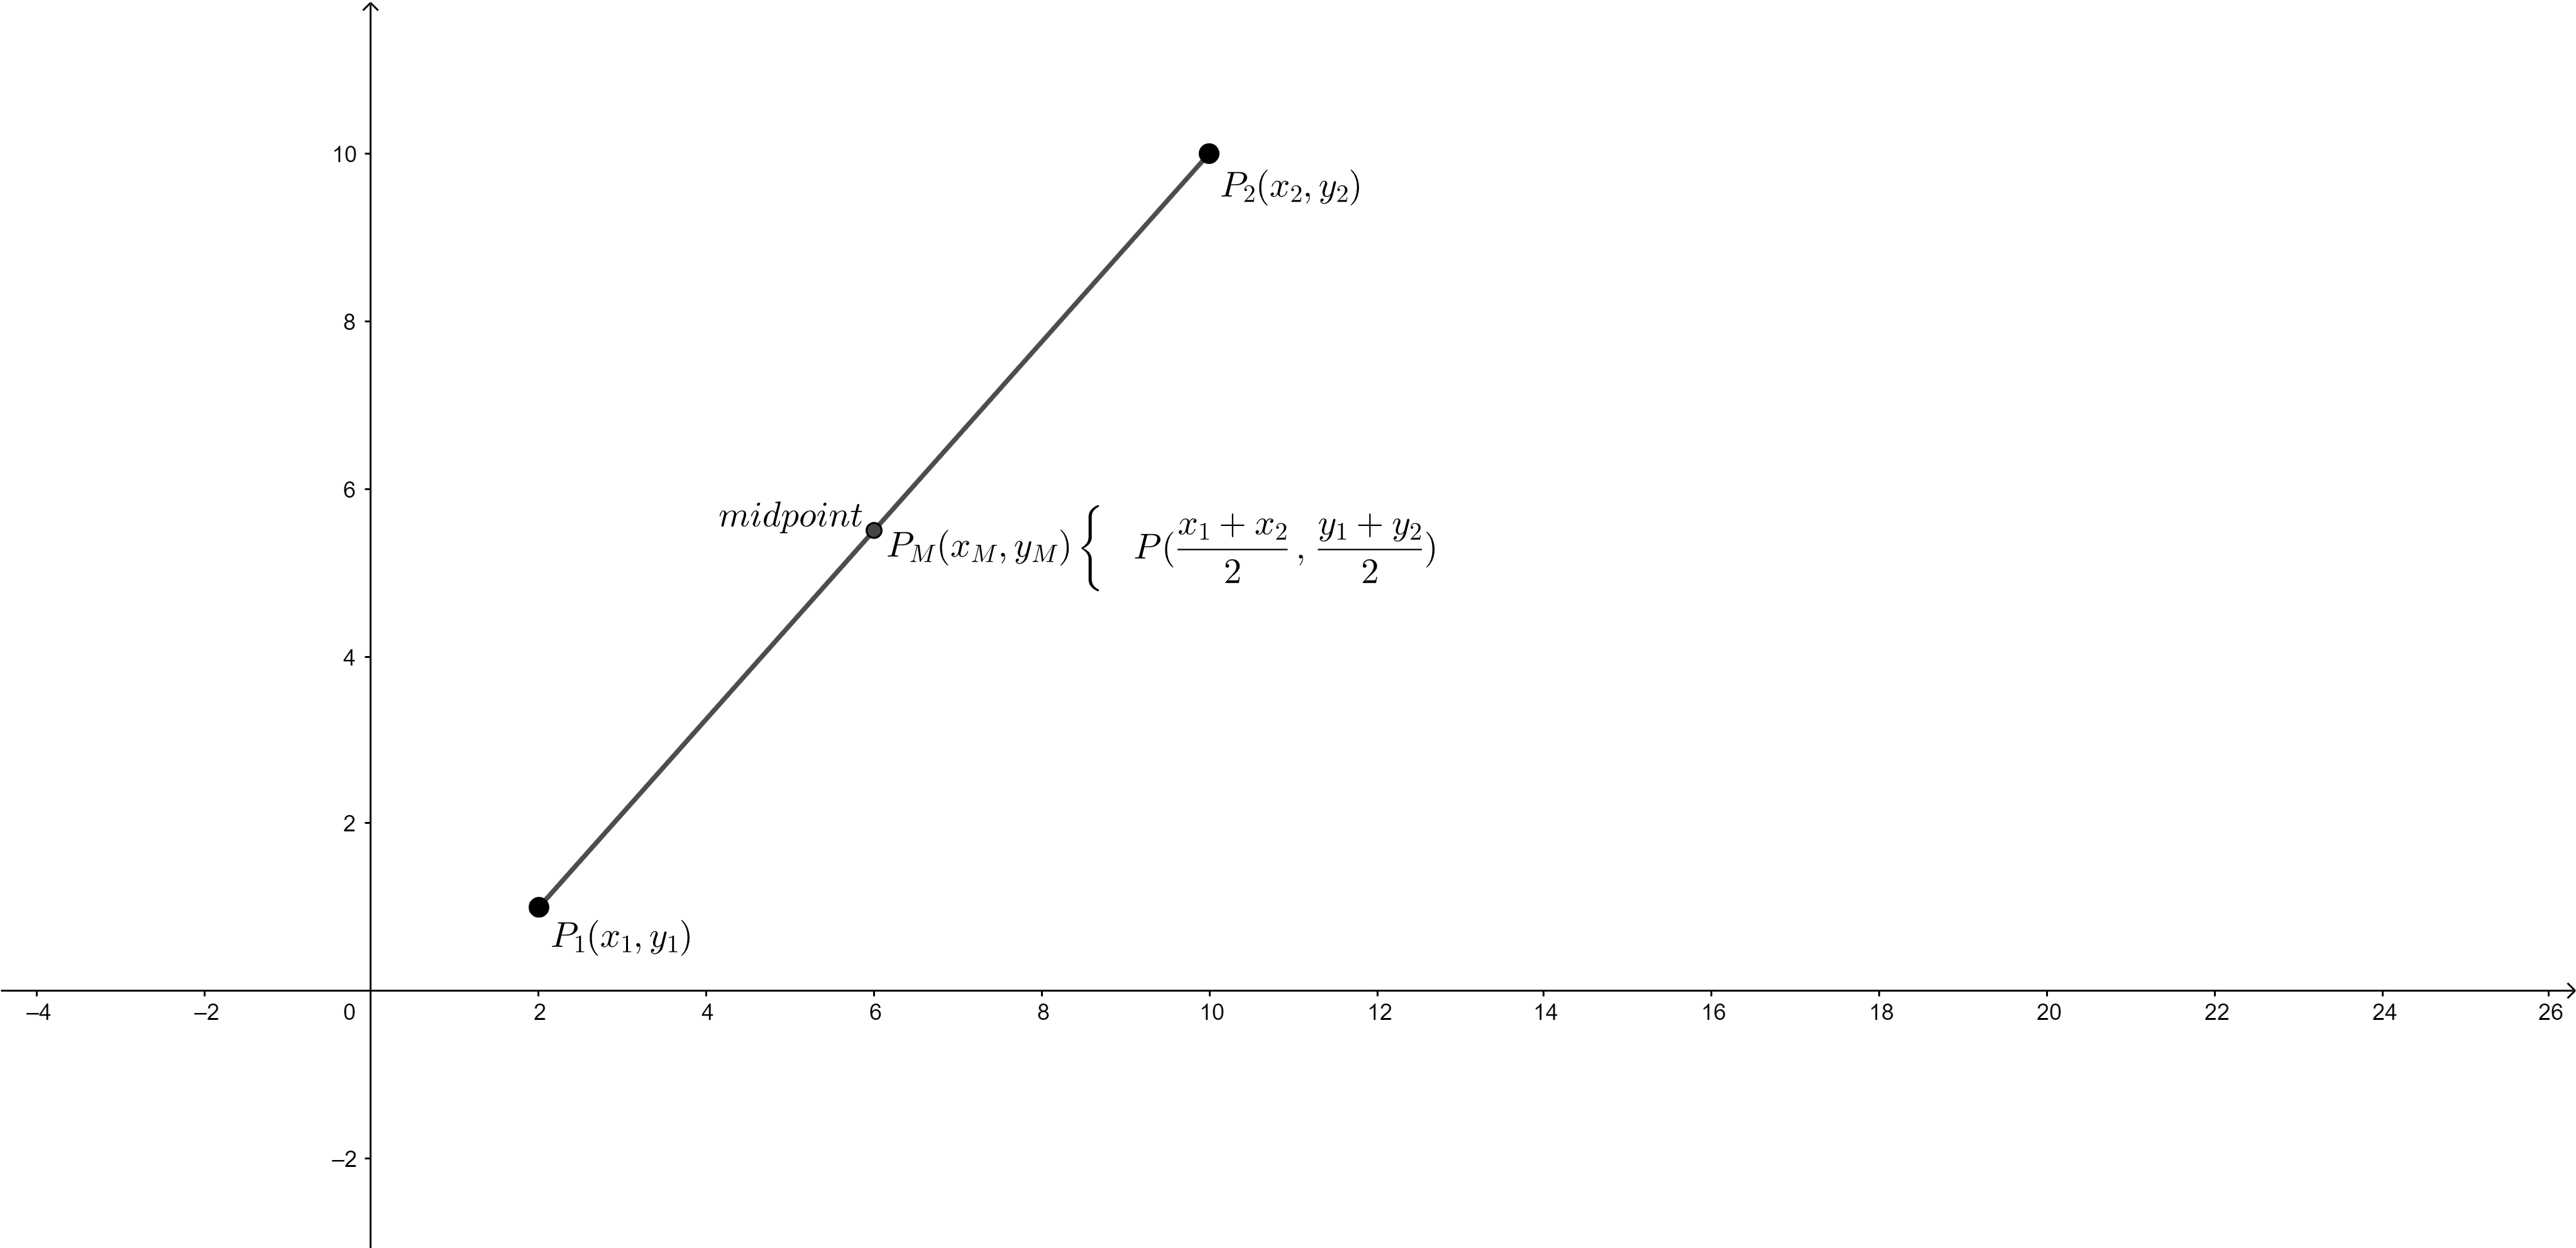 10
P₂(x₂, y₂)
8
6
midpoint
P_M(x_M, y_M) { P((x₁ + x₂)/2 , (y₁ + y₂)/2)
4
2
P₁(x₁, y₁)
–4 –2 0 2 4 6 8 10 12 14 16 18 20 22 24 26
–2